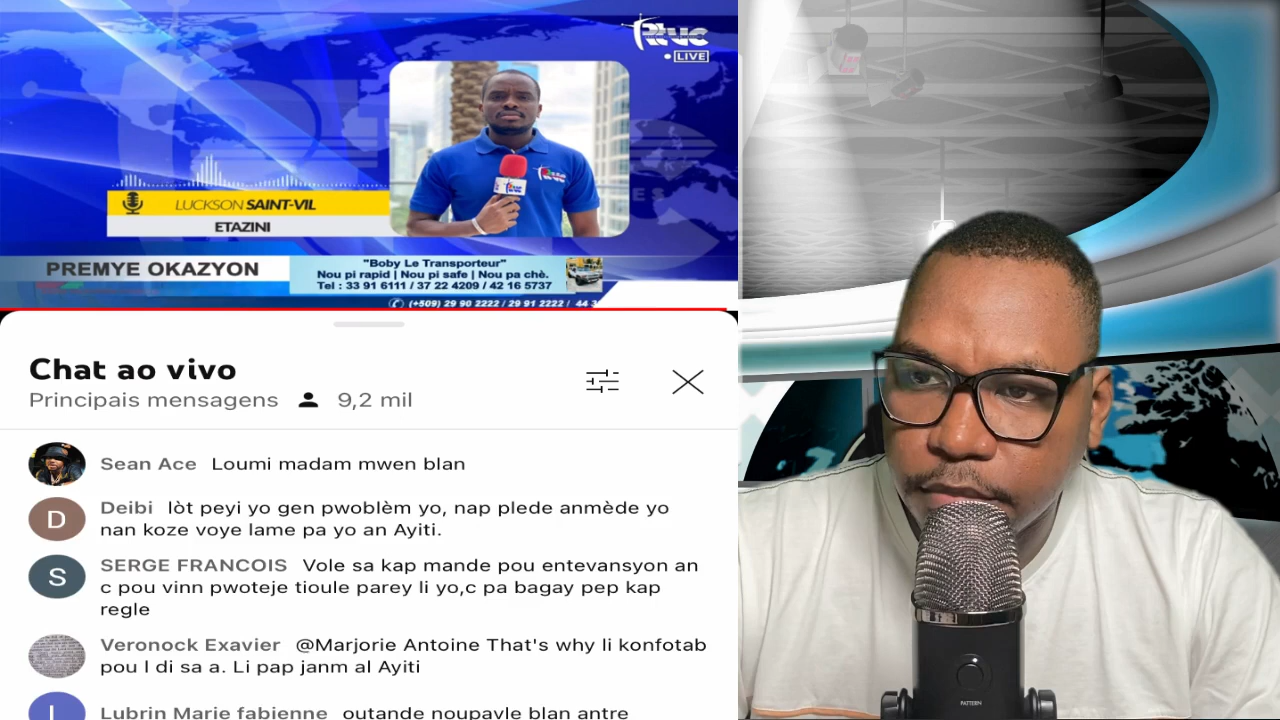 RTVC
LIVE
LUCKSON SAINT-VIL
ETAZINI
PREMYE OKAZYON
"Boby Le Transporteur"
Nou pi rapid | Nou pi safe | Nou pa chè.
Tel : 33 91 6111 / 37 22 4209 / 42 16 5737
(+509) 29 90 2222 / 29 91 2222 / 44 3
Chat ao vivo
Principais mensagens 9,2 mil
Sean Ace Loumi madam mwen blan
D
Deibi lòt peyi yo gen pwoblèm yo, nap plede anmède yo
nan koze voye lame pa yo an Ayiti.
S
SERGE FRANCOIS Vole sa kap mande pou entevansyon an
c pou vinn pwoteje tioule parey li yo,c pa bagay pep kap
regle
Veronock Exavier @Marjorie Antoine That's why li konfotab
pou l di sa a. Li pap janm al Ayiti
L
Lubrin Marie fabienne outande noupavle blan antre
PATTERN